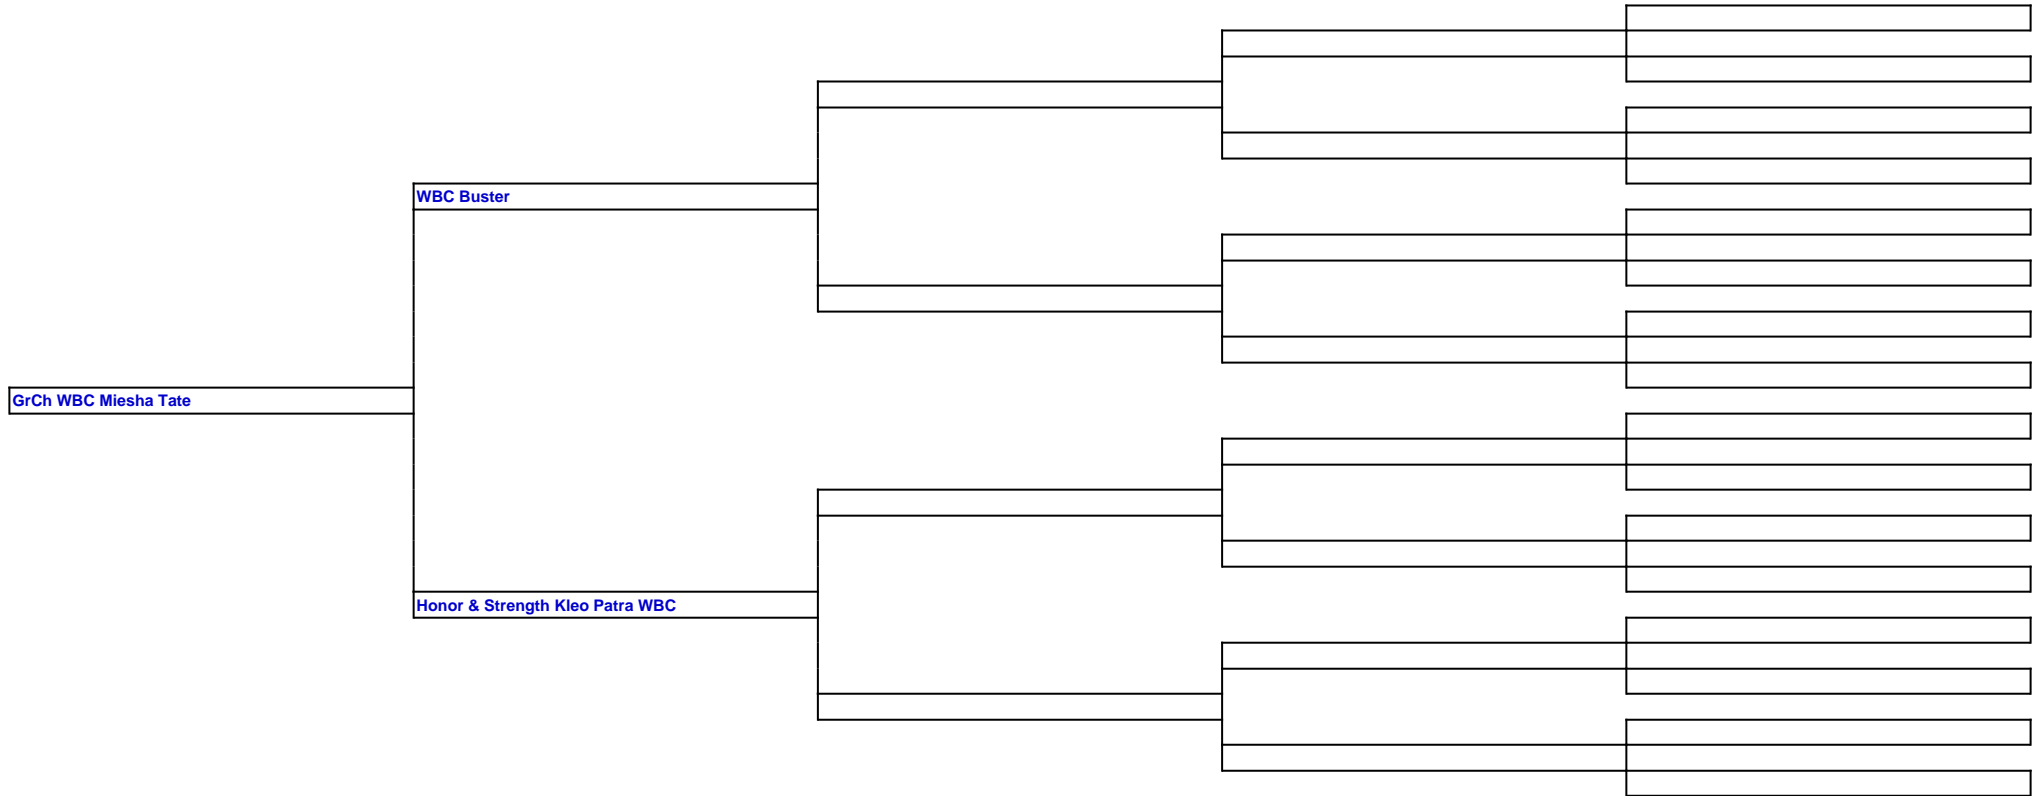 WBC Buster
GrCh WBC Miesha Tate
Honor & Strength Kleo Patra WBC